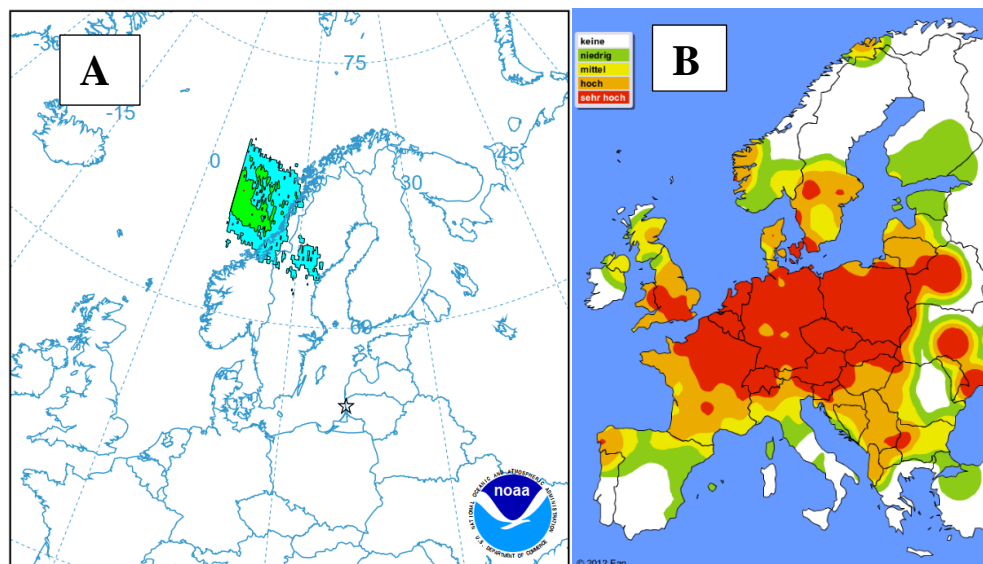 A
-30
-15
0
75
45
30
60
NATIONAL OCEANIC AND ATMOSPHERIC ADMINISTRATION
noaa
U.S. DEPARTMENT OF COMMERCE
B
keine
niedrig
mittel
hoch
sehr hoch
© 2012